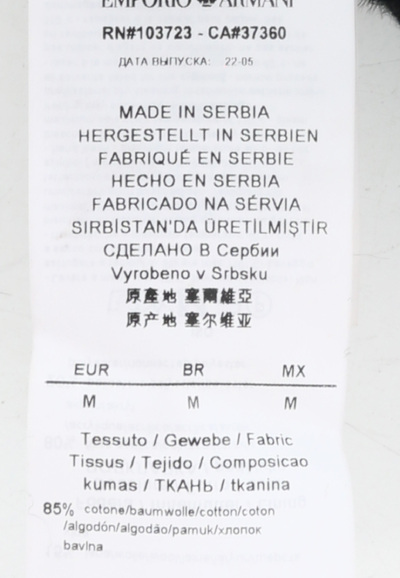 EMPORIO ARMANI
RN#103723 - CA#37360
ДАТА ВЫПУСКА: 22-05
MADE IN SERBIA
HERGESTELLT IN SERBIEN
FABRIQUÉ EN SERBIE
HECHO EN SERBIA
FABRICADO NA SÉRVIA
SIRBİSTAN'DA ÜRETİLMİŞTİR
СДЕЛАНО В Сербии
Vyrobeno v Srbsku
原產地 塞爾維亞
原产地 塞尔维亚
EUR BR MX
M M M
Tessuto / Gewebe / Fabric
Tissus / Tejido / Composicao
kumas / ТКАНЬ / tkanina
85% cotone/baumwolle/cotton/coton
/algodón/algodão/pamuk/хлопок
bavlna